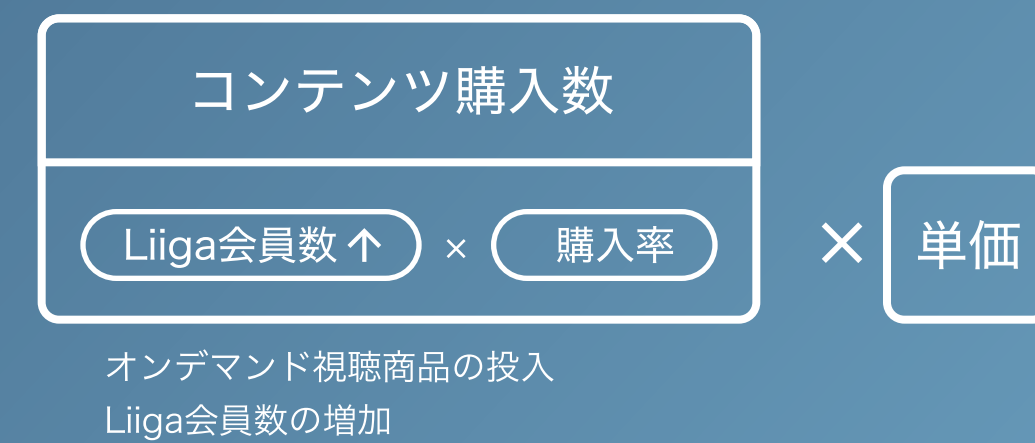 コンテンツ購入数
Liiga会員数↑ × 購入率
× 単価
オンデマンド視聴商品の投入
Liiga会員数の増加